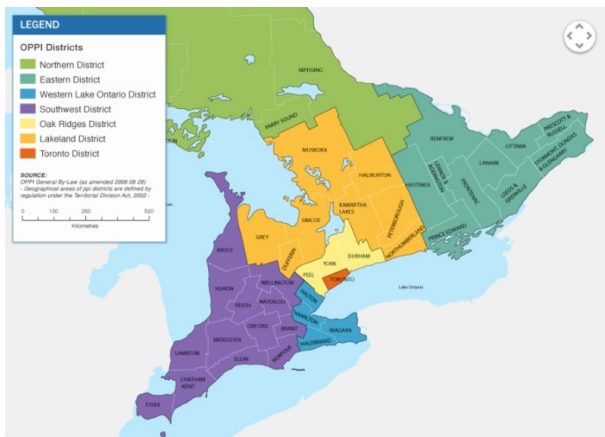 LEGEND
OPPI Districts
Northern District
Eastern District
Western Lake Ontario District
Southwest District
Oak Ridges District
Lakeland District
Toronto District
SOURCE:
OPPI General By-Law (as amended 2006 09 28)
- Geographical areas of ppi districts are defined by
regulation under the Territorial Division Act, 2002 -
0 130 260 520
Kilometres
NIPISSING
PARRY SOUND
MUSKOKA
HALIBURTON
RENFREW
PRESCOTT &
RUSSELL
OTTAWA
STORMONT, DUNDAS
& GLENGARRY
LANARK
LENNOX &
ADDINGTON
FRONTENAC
LEEDS &
GRENVILLE
HASTINGS
PRINCE EDWARD
KAWARTHA
LAKES
PETERBOROUGH
NORTHUMBERLAND
SIMCOE
GREY
DUFFERIN
BRUCE
YORK
DURHAM
PEEL
TORONTO
Lake Ontario
HURON
WELLINGTON
WATERLOO
PERTH
HALTON
HAMILTON
NIAGARA
HALDIMAND
OXFORD
BRANT
MIDDLESEX
NORFOLK
ELGIN
LAMBTON
CHATHAM
KENT
ESSEX